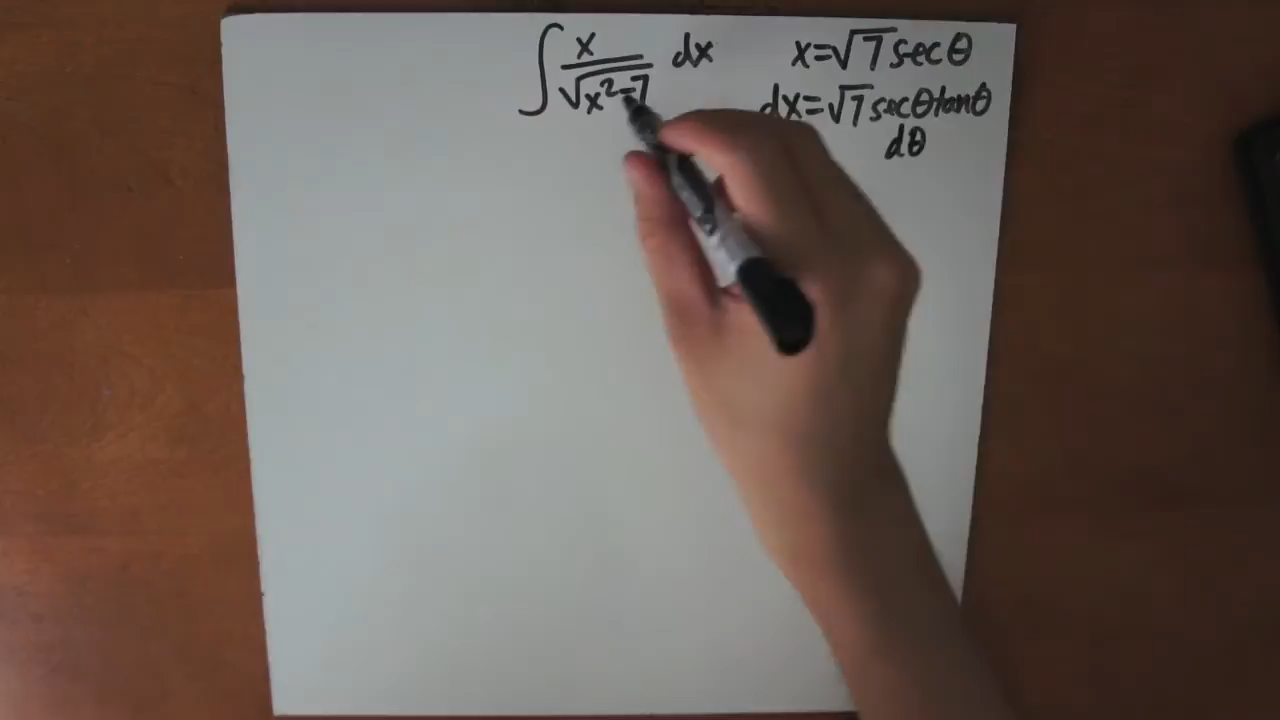 ∫ x / √(x²-7) dx
x=√7 secθ
dx=√7 secθtanθ
dθ